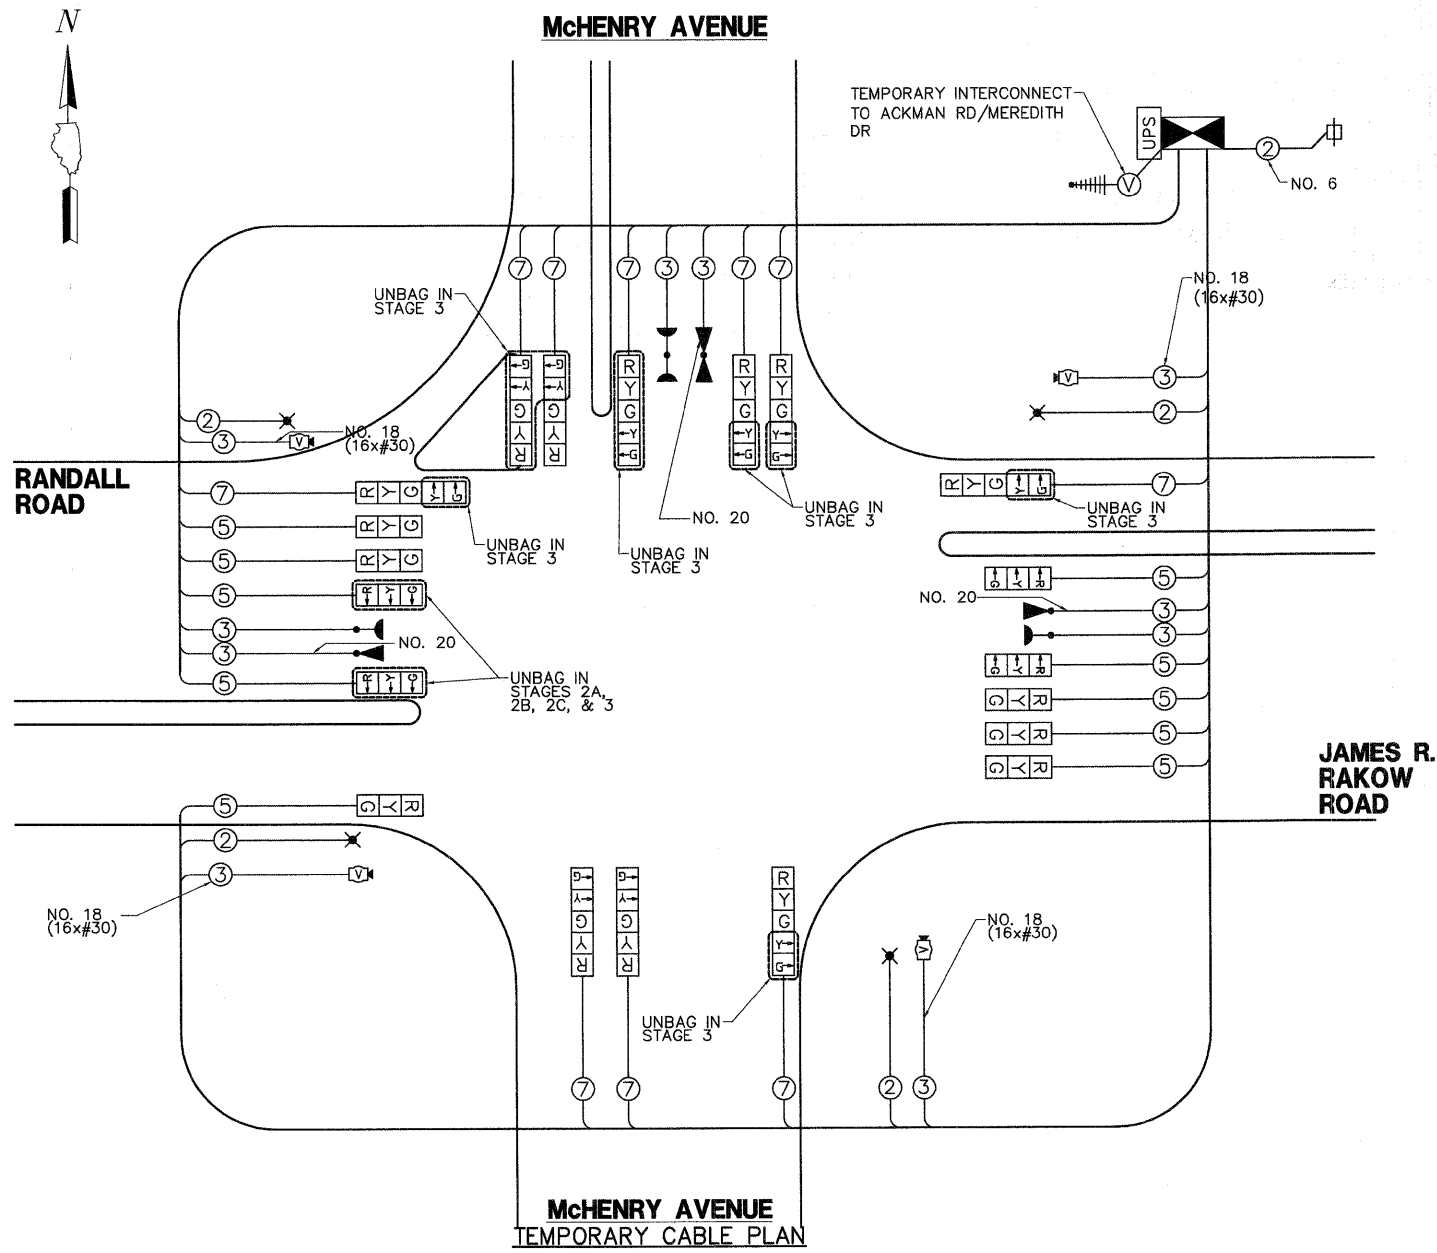 McHENRY AVENUE
N
TEMPORARY INTERCONNECT
TO ACKMAN RD/MEREDITH
DR
UPS
V
2
NO. 6
7
7
7
3
3
7
7
UNBAG IN
STAGE 3
NO. 18
(16x#30)
V
3
2
G Y G Y R
G Y G Y R
R Y G Y G
R Y G Y G
R Y G Y G
2
3
V
NO. 18
(16x#30)
RANDALL
ROAD
7
R Y G Y G
R Y G Y G
7
UNBAG IN
STAGE 3
NO. 20
UNBAG IN
STAGE 3
UNBAG IN
STAGE 3
UNBAG IN
STAGE 3
5
R Y G
5
R Y G
5
R Y G
3
3
NO. 20
5
R Y G
UNBAG IN
STAGES 2A,
2B, 2C, & 3
G Y R
5
NO. 20
3
3
G Y R
5
G Y R
5
G Y R
5
G Y R
5
JAMES R.
RAKOW
ROAD
5
G Y R
2
3
V
NO. 18
(16x#30)
G Y G Y R
G Y G Y R
R Y G Y G
UNBAG IN
STAGE 3
V
NO. 18
(16x#30)
7
7
7
2
3
McHENRY AVENUE
TEMPORARY CABLE PLAN